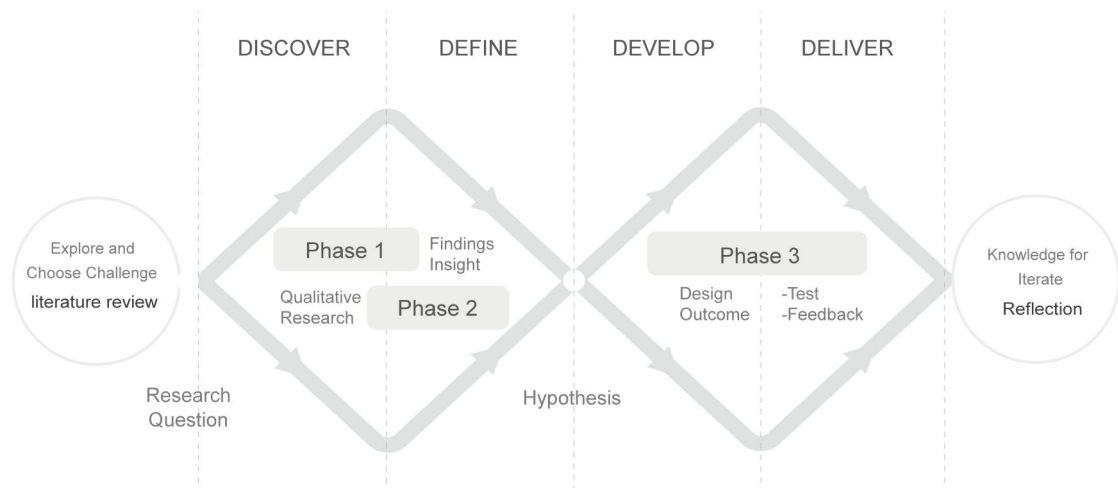 DISCOVER
DEFINE
DEVELOP
DELIVER
Explore and
Choose Challenge
literature review
Phase 1
Findings
Insight
Qualitative
Research
Phase 2
Research
Question
Hypothesis
Phase 3
Design
Outcome
-Test
-Feedback
Knowledge for
Iterate
Reflection